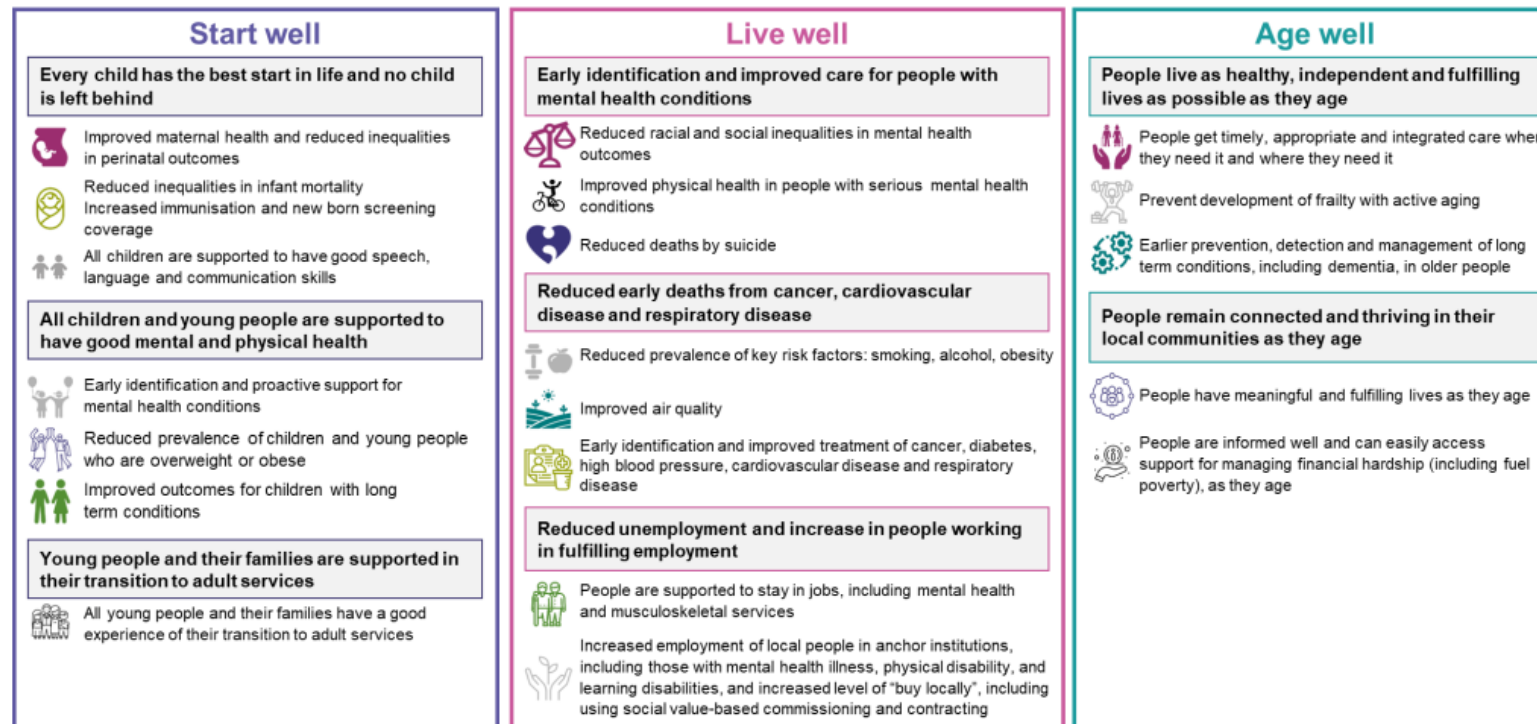 Start well
Every child has the best start in life and no child
is left behind
Improved maternal health and reduced inequalities
in perinatal outcomes
Reduced inequalities in infant mortality
Increased immunisation and new born screening
coverage
All children are supported to have good speech,
language and communication skills
All children and young people are supported to
have good mental and physical health
Early identification and proactive support for
mental health conditions
Reduced prevalence of children and young people
who are overweight or obese
Improved outcomes for children with long
term conditions
Young people and their families are supported in
their transition to adult services
All young people and their families have a good
experience of their transition to adult services
Live well
Early identification and improved care for people with
mental health conditions
Reduced racial and social inequalities in mental health
outcomes
Improved physical health in people with serious mental health
conditions
Reduced deaths by suicide
Reduced early deaths from cancer, cardiovascular
disease and respiratory disease
Reduced prevalence of key risk factors: smoking, alcohol, obesity
Improved air quality
Early identification and improved treatment of cancer, diabetes,
high blood pressure, cardiovascular disease and respiratory
disease
Reduced unemployment and increase in people working
in fulfilling employment
People are supported to stay in jobs, including mental health
and musculoskeletal services
Increased employment of local people in anchor institutions,
including those with mental health illness, physical disability, and
learning disabilities, and increased level of “buy locally”, including
using social value-based commissioning and contracting
Age well
People live as healthy, independent and fulfilling
lives as possible as they age
People get timely, appropriate and integrated care
they need it and where they need it
Prevent development of frailty with active aging
Earlier prevention, detection and management of long
term conditions, including dementia, in older people
People remain connected and thriving in their
local communities as they age
People have meaningful and fulfilling lives as they age
People are informed well and can easily access
support for managing financial hardship (including fuel
poverty), as they age